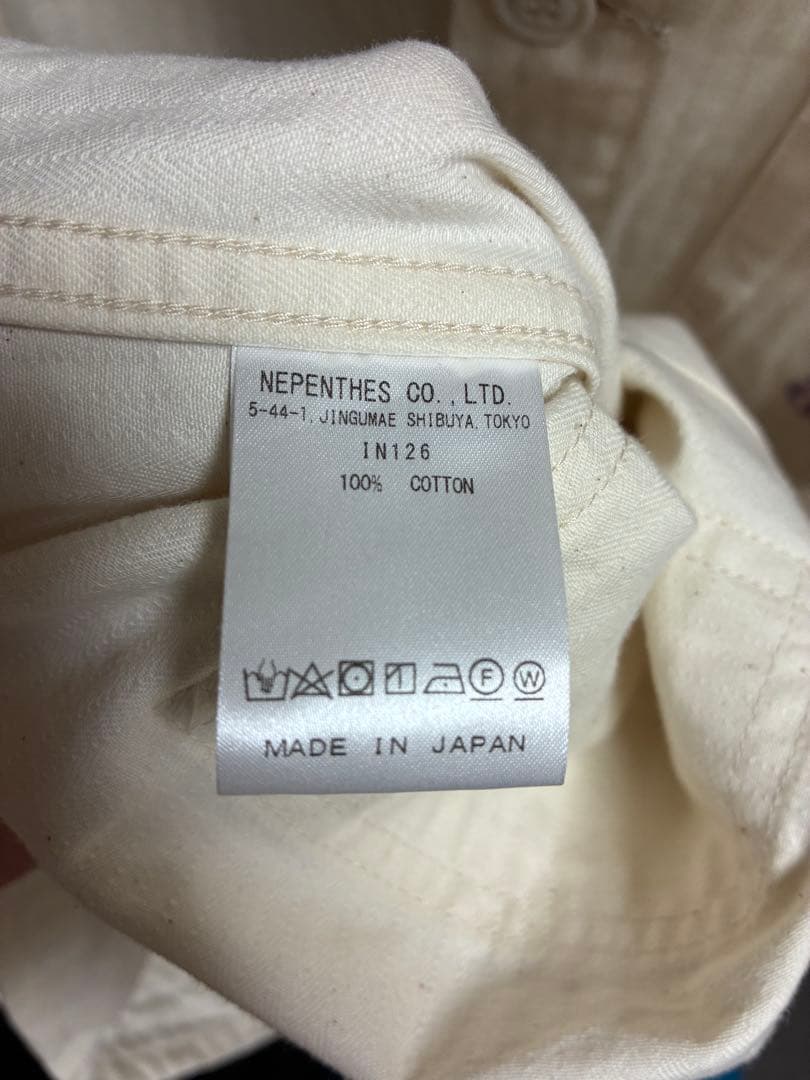 NEPENTHES CO.,LTD.
5-44-1, JINGUMAE SHIBUYA, TOKYO
IN126
100% COTTON
F W
MADE IN JAPAN